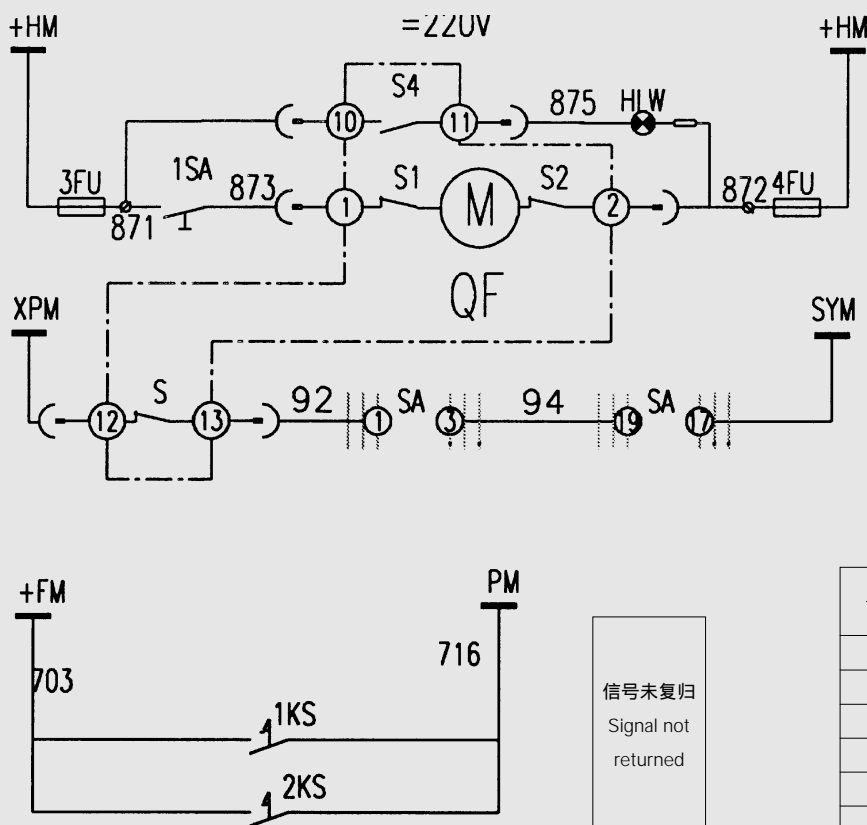 +HM
=220V
+HM
S4
10
11
875
HLW
3FU
871
1SA
873
1
S1
M
S2
2
872
4FU
QF
XPM
SYM
12
S
13
92
1
SA
3
94
19
SA
17
+FM
PM
703
716
1KS
2KS
信号未复归
Signal not
returned